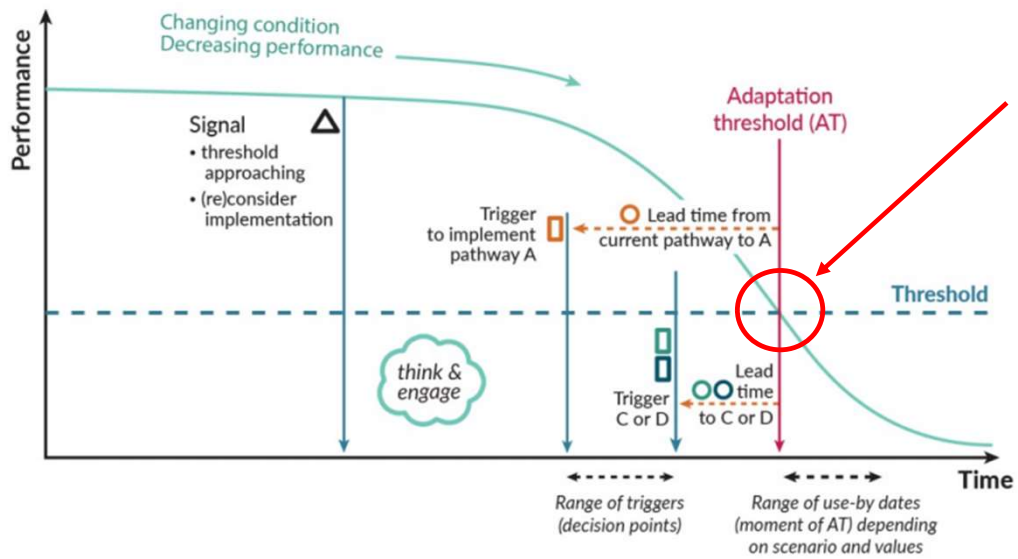 Changing condition
Decreasing performance
Performance
Signal
• threshold
approaching
• (re)consider
implementation
Adaptation
threshold (AT)
Trigger
to implement
pathway A
Lead time from
current pathway to A
Threshold
think &
engage
Trigger
C or D
Lead
time
to C or D
Time
Range of triggers
(decision points)
Range of use-by dates
(moment of AT) depending
on scenario and values